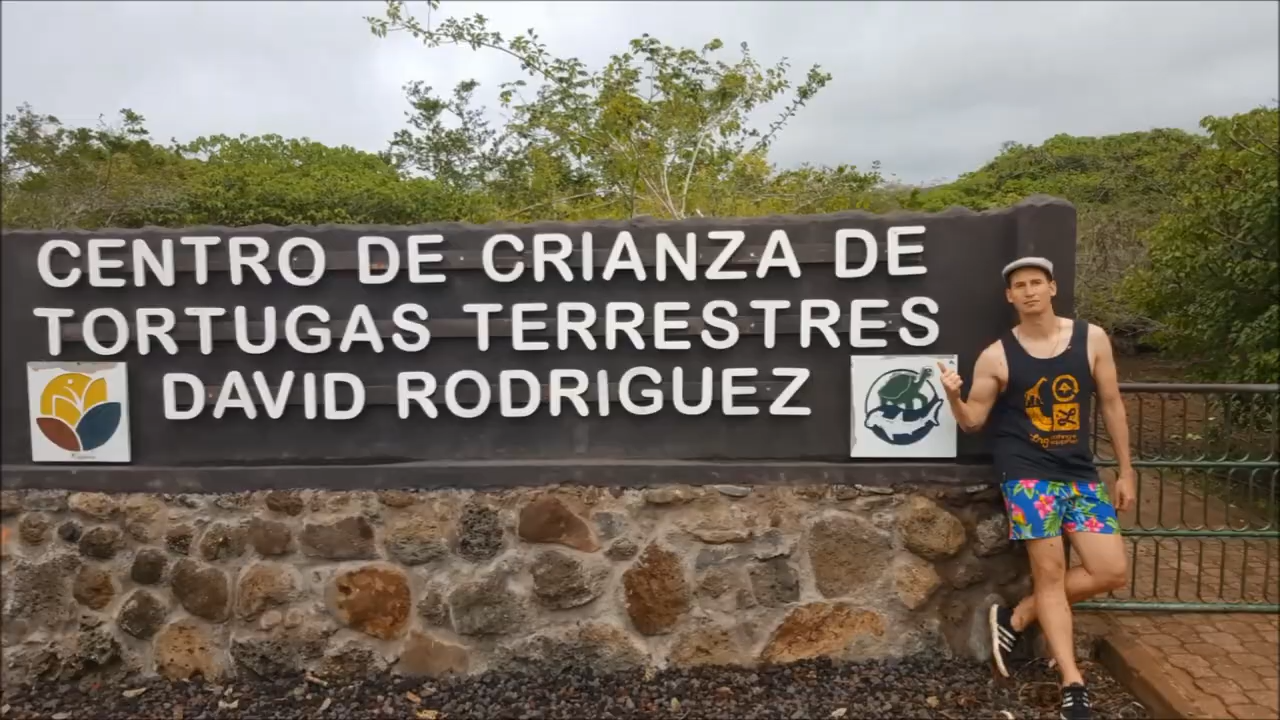 CENTRO DE CRIANZA DE
TORTUGAS TERRESTRES
DAVID RODRIGUEZ